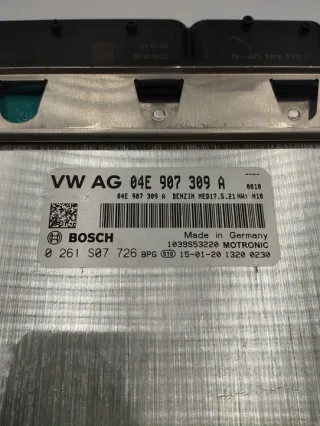 VW AG 04E 907 309 A ----
0010
04E 907 309 A BENZIN MED17.5.21 HW: H10
BOSCH
Made in Germany
1039S53220 MOTRONIC
0 261 S07 726 BPG 15-01-20 1320 0230